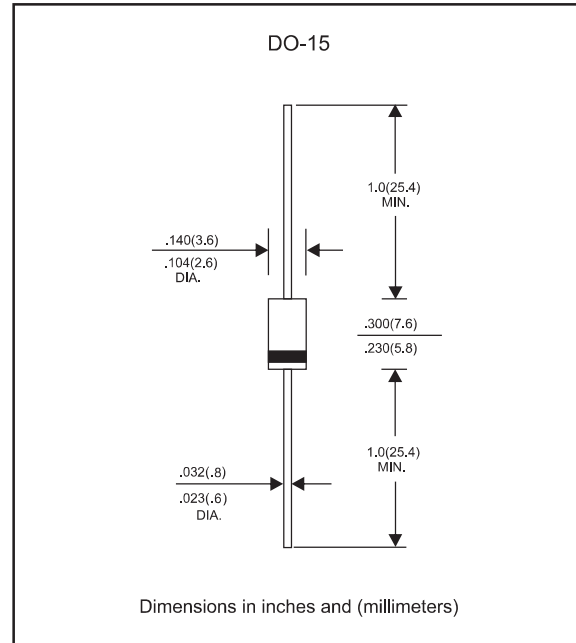 DO-15
1.0(25.4)
MIN.
.140(3.6)
.104(2.6)
DIA.
.300(7.6)
.230(5.8)
1.0(25.4)
MIN.
.032(.8)
.023(.6)
DIA.
Dimensions in inches and (millimeters)